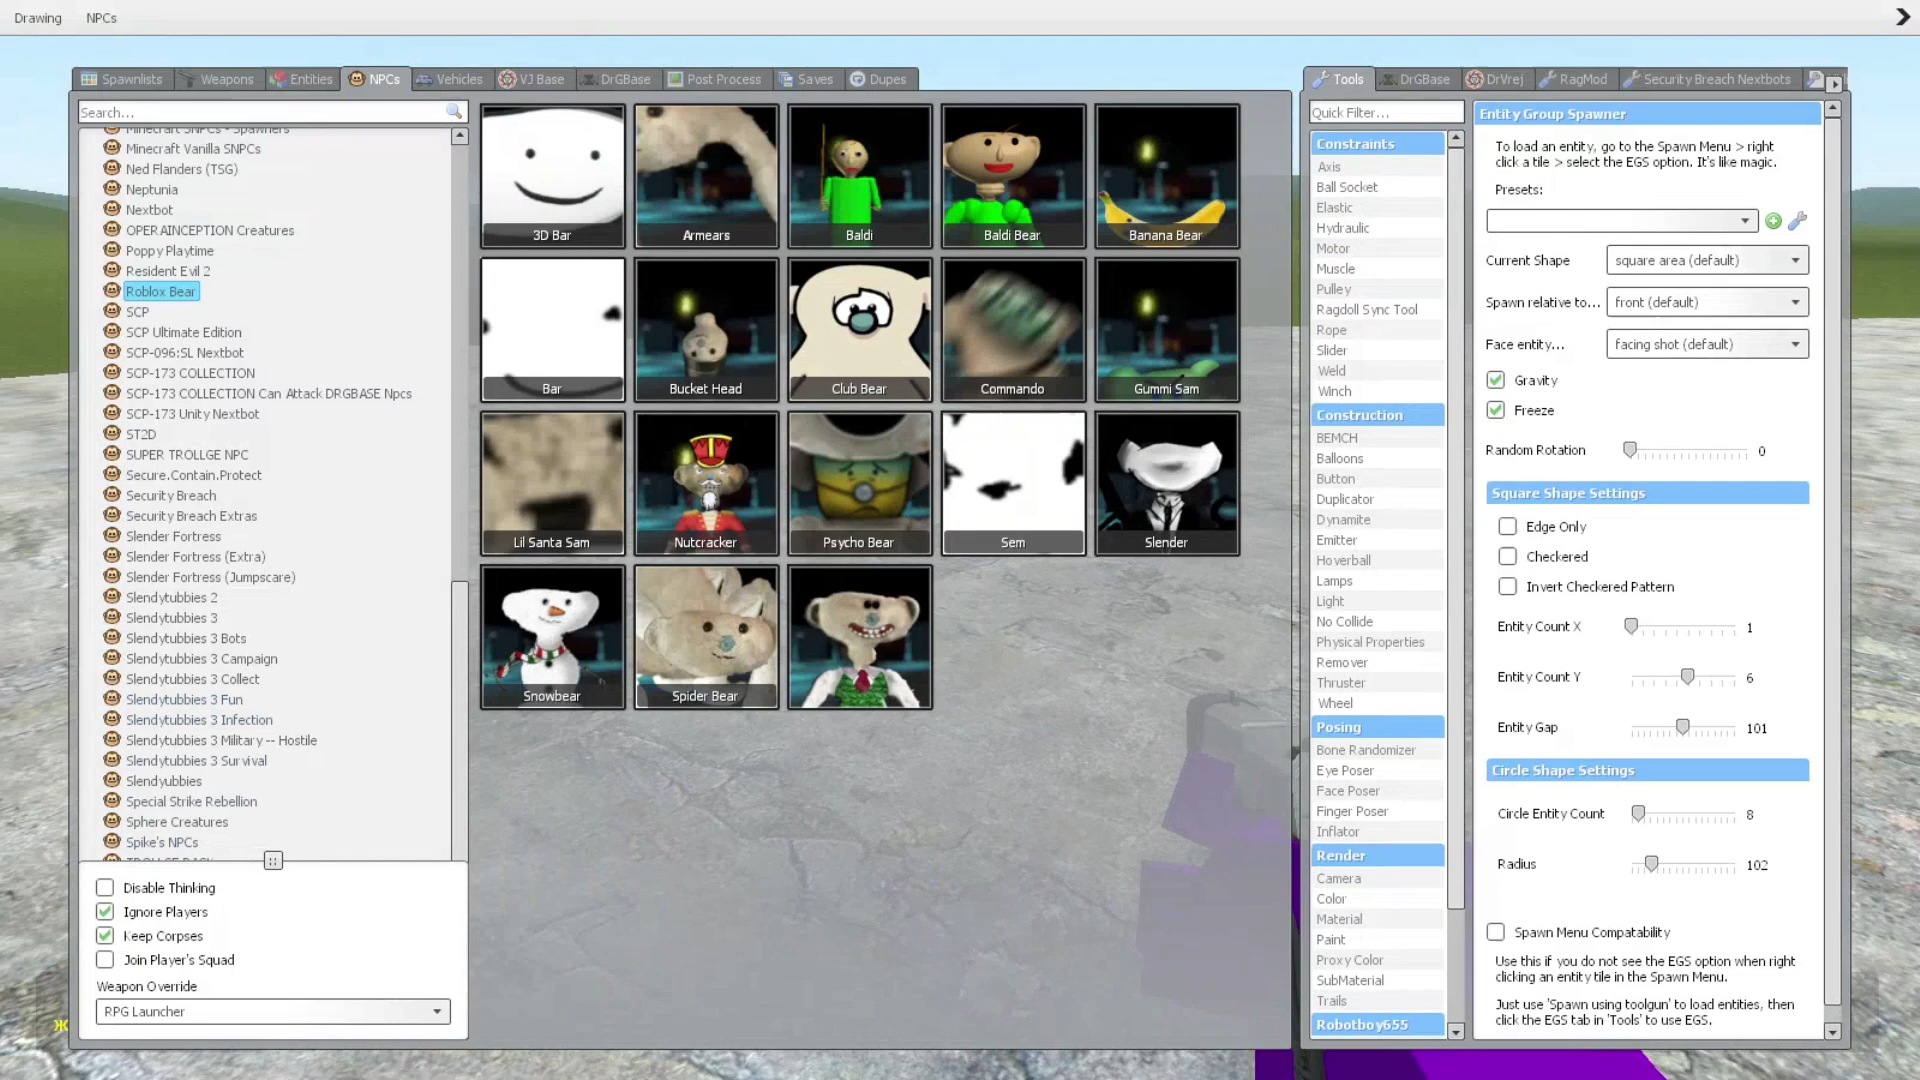 Drawing NPCs
Spawnlists Weapons Entities NPCs Vehicles VJ Base DrGBase Post Process Saves Dupes
Search...
Minecraft SNPCs - Spawners
Minecraft Vanilla SNPCs
Ned Flanders (TSG)
Neptunia
Nextbot
OPERAINCEPTION Creatures
Poppy Playtime
Resident Evil 2
Roblox Bear
SCP
SCP Ultimate Edition
SCP-096:SL Nextbot
SCP-173 COLLECTION
SCP-173 COLLECTION Can Attack DRGBASE Npcs
SCP-173 Unity Nextbot
ST2D
SUPER TROLLGE NPC
Secure.Contain.Protect
Security Breach
Security Breach Extras
Slender Fortress
Slender Fortress (Extra)
Slender Fortress (Jumpscare)
Slendytubbies 2
Slendytubbies 3
Slendytubbies 3 Bots
Slendytubbies 3 Campaign
Slendytubbies 3 Collect
Slendytubbies 3 Fun
Slendytubbies 3 Infection
Slendytubbies 3 Military -- Hostile
Slendytubbies 3 Survival
Slendyubbies
Special Strike Rebellion
Sphere Creatures
Spike's NPCs
Disable Thinking
Ignore Players
Keep Corpses
Join Player's Squad
Weapon Override
RPG Launcher
3D Bar Armears Baldi Baldi Bear Banana Bear
Bar Bucket Head Club Bear Commando Gummi Sam
Lil Santa Sam Nutcracker Psycho Bear Sem Slender
Snowbear Spider Bear
Tools DrGBase DrVrej RagMod Security Breach Nextbots
Quick Filter...
Constraints
Axis
Ball Socket
Elastic
Hydraulic
Motor
Muscle
Pulley
Ragdoll Sync Tool
Rope
Slider
Weld
Winch
Construction
BEMCH
Balloons
Button
Duplicator
Dynamite
Emitter
Hoverball
Lamps
Light
No Collide
Physical Properties
Remover
Thruster
Wheel
Posing
Bone Randomizer
Eye Poser
Face Poser
Finger Poser
Inflator
Render
Camera
Color
Material
Paint
Proxy Color
SubMaterial
Trails
Robotboy655
Entity Group Spawner
To load an entity, go to the Spawn Menu > right
click a tile > select the EGS option. It's like magic.
Presets:
Current Shape square area (default)
Spawn relative to... front (default)
Face entity... facing shot (default)
Gravity
Freeze
Random Rotation 0
Square Shape Settings
Edge Only
Checkered
Invert Checkered Pattern
Entity Count X 1
Entity Count Y 6
Entity Gap 101
Circle Shape Settings
Circle Entity Count 8
Radius 102
Spawn Menu Compatability
Use this if you do not see the EGS option when right
clicking an entity tile in the Spawn Menu.
Just use 'Spawn using toolgun' to load entities, then
click the EGS tab in 'Tools' to use EGS.